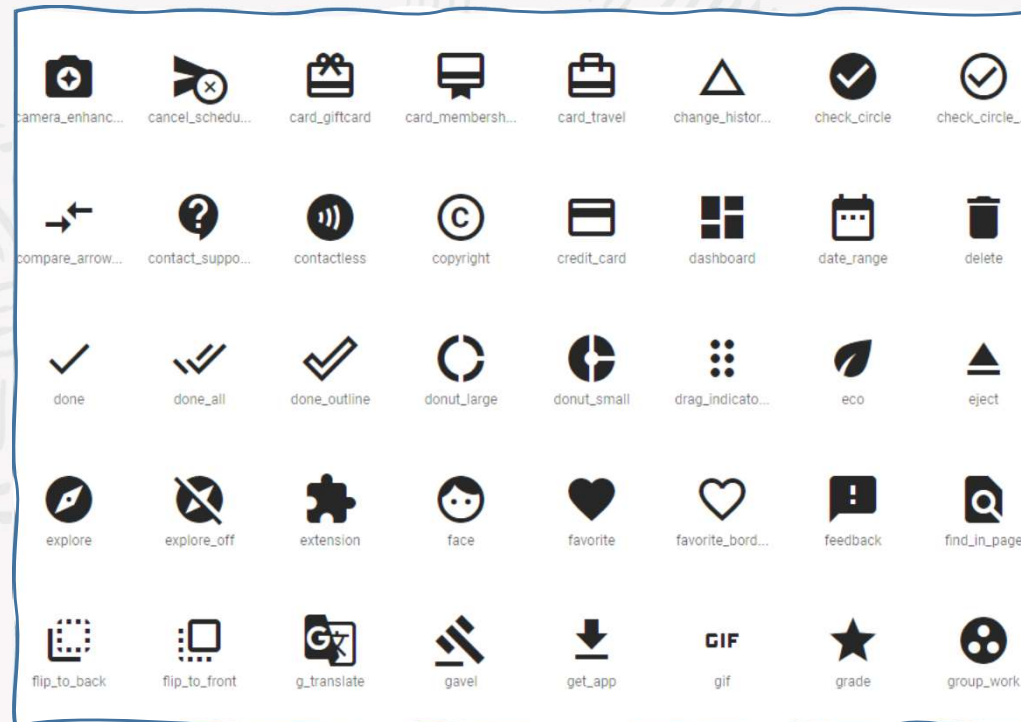 camera_enhanc... cancel_schedu... card_giftcard card_membersh... card_travel change_histor... check_circle check_circle_...
compare_arrow... contact_suppo... contactless copyright credit_card dashboard date_range delete
done done_all done_outline donut_large donut_small drag_indicato... eco eject
explore explore_off extension face favorite favorite_bord... feedback find_in_page
GIF
flip_to_back flip_to_front g_translate gavel get_app gif grade group_work